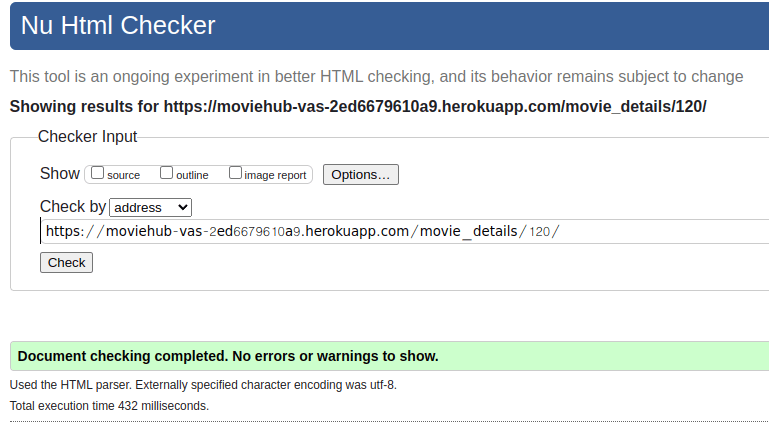 Nu Html Checker
This tool is an ongoing experiment in better HTML checking, and its behavior remains subject to change
Showing results for https://moviehub-vas-2ed6679610a9.herokuapp.com/movie_details/120/
Checker Input
Show source outline image report Options...
Check by address
https://moviehub-vas-2ed6679610a9.herokuapp.com/movie_details/120/
Check
Document checking completed. No errors or warnings to show.
Used the HTML parser. Externally specified character encoding was utf-8.
Total execution time 432 milliseconds.